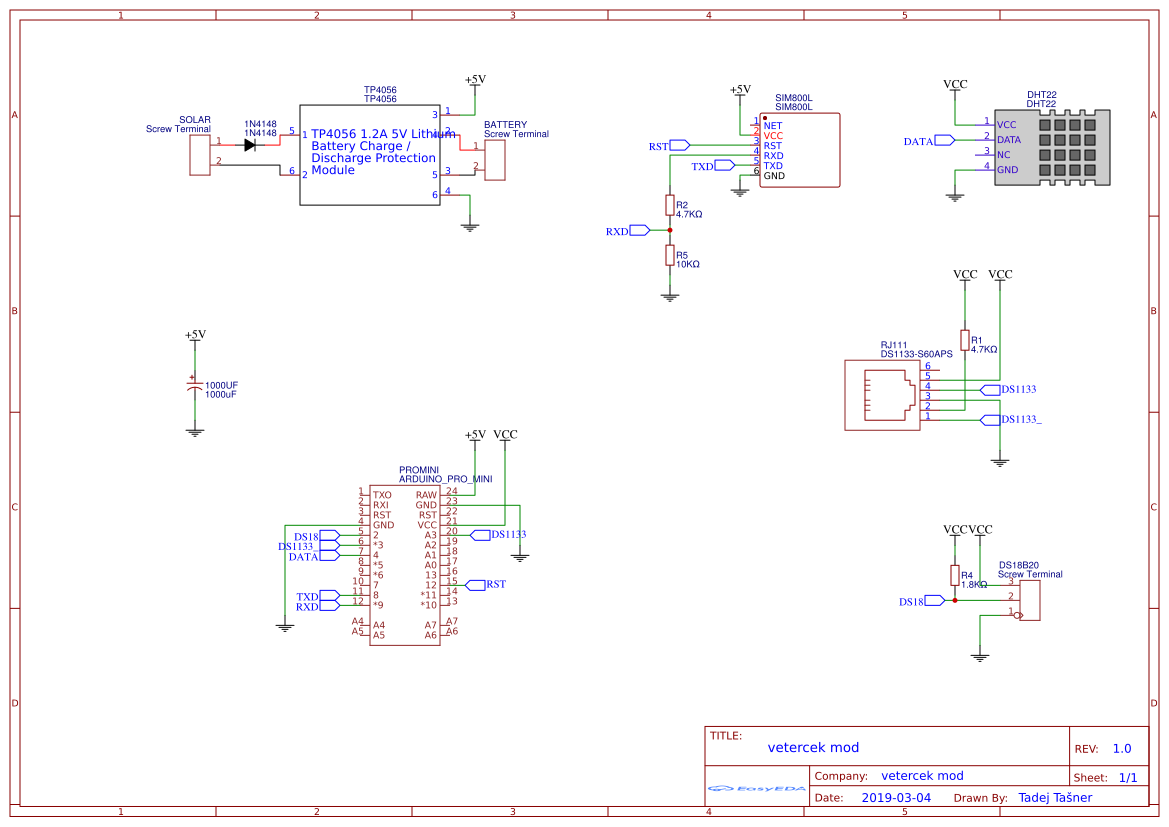 1 2 3 4 5
A
B
C
D
A
B
C
D
SOLAR
Screw Terminal
1
2
1N4148
1N4148
TP4056
TP4056
5 1
6 2
TP4056 1.2A 5V Lithium
Battery Charge /
Discharge Protection
Module
3 1
2
5 3
6 4
+5V
BATTERY
Screw Terminal
1
2
+5V
SIM800L
SIM800L
1 NET
2 VCC
3 RST
4 RXD
5 TXD
6 GND
RST
TXD
R2
4.7KΩ
RXD
R5
10KΩ
VCC
DHT22
DHT22
1 VCC
2 DATA
3 NC
4 GND
DATA
+5V
+
1000UF
1000uF
VCC VCC
R1
4.7KΩ
RJ111
DS1133-S60APS
6
5
4
3
2
1
DS1133
DS1133_
+5V VCC
PROMINI
ARDUINO_PRO_MINI
1 TXO RAW 24
2 RXI GND 23
3 RST RST 22
4 GND VCC 21
DS18 5 2 A3 20 DS1133
DS1133_ 6 *3 A2 19
DATA 7 4 A1 18
8 *5 A0 17
9 *6 13 16
10 7 12 15 RST
TXD 11 8 *11 14
RXD 12 *9 *10 13
A4 A4 A7 A7
A5 A5 A6 A6
VCC VCC
R4
1.8KΩ
DS18B20
Screw Terminal
DS18
3
2
1
TITLE:
vetercek mod
REV: 1.0
EasyEDA
Company: vetercek mod
Sheet: 1/1
Date: 2019-03-04 Drawn By: Tadej Tašner
1 2 3 4 5